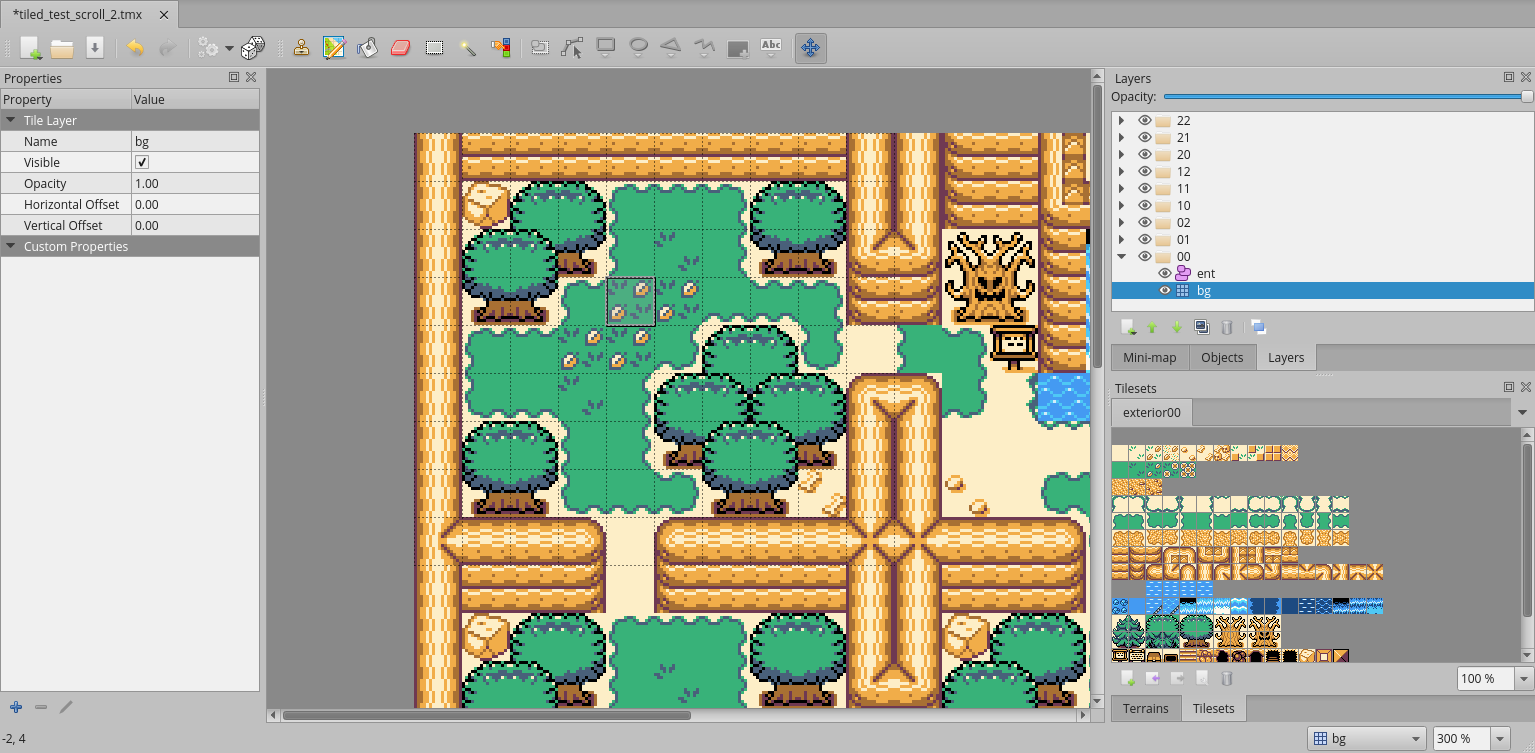 *tiled_test_scroll_2.tmx
Abc
Properties
Property Value
Tile Layer
Name bg
Visible
Opacity 1.00
Horizontal Offset 0.00
Vertical Offset 0.00
Custom Properties
-2, 4
Layers
Opacity:
22
21
20
12
11
10
02
01
00
ent
bg
Mini-map Objects Layers
Tilesets
exterior00
100 %
Terrains Tilesets
bg 300 %